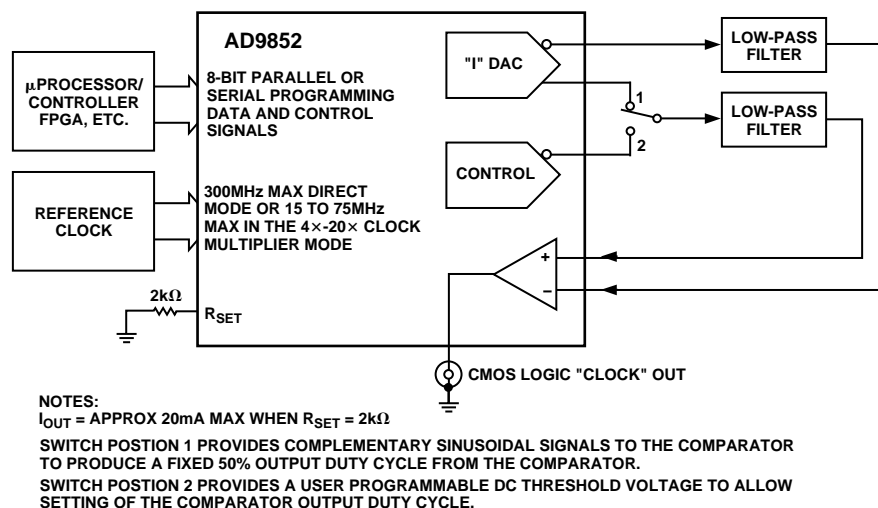 AD9852
µPROCESSOR/
CONTROLLER
FPGA, ETC.
8-BIT PARALLEL OR
SERIAL PROGRAMMING
DATA AND CONTROL
SIGNALS
"I" DAC
LOW-PASS
FILTER
1
2
LOW-PASS
FILTER
CONTROL
REFERENCE
CLOCK
300MHz MAX DIRECT
MODE OR 15 TO 75MHz
MAX IN THE 4×-20× CLOCK
MULTIPLIER MODE
+
–
2kΩ
RSET
CMOS LOGIC "CLOCK" OUT
NOTES:
IOUT = APPROX 20mA MAX WHEN RSET = 2kΩ
SWITCH POSTION 1 PROVIDES COMPLEMENTARY SINUSOIDAL SIGNALS TO THE COMPARATOR
TO PRODUCE A FIXED 50% OUTPUT DUTY CYCLE FROM THE COMPARATOR.
SWITCH POSTION 2 PROVIDES A USER PROGRAMMABLE DC THRESHOLD VOLTAGE TO ALLOW
SETTING OF THE COMPARATOR OUTPUT DUTY CYCLE.